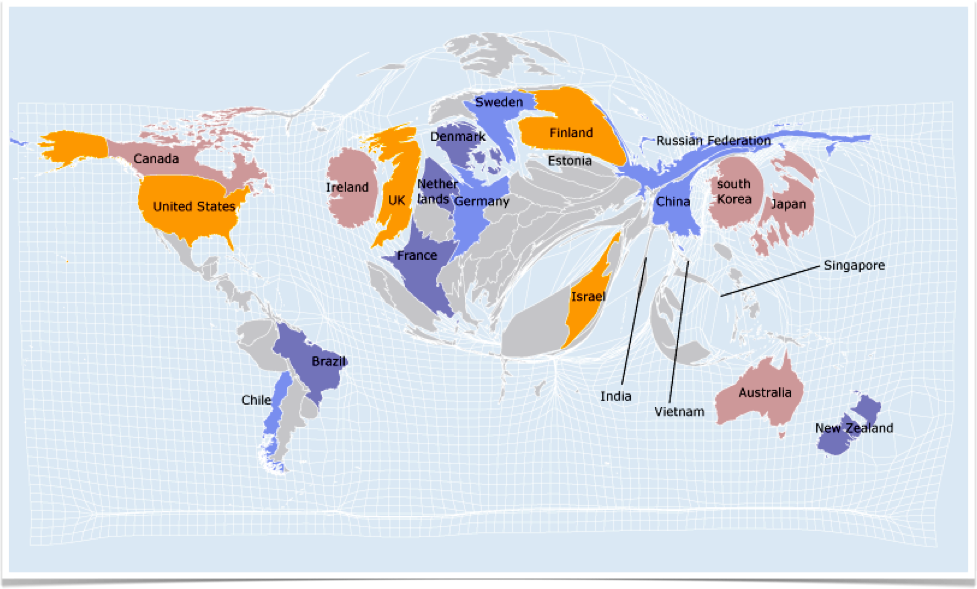 Sweden
Denmark
Finland
Russian Federation
Estonia
Canada
Ireland
Nether
lands
UK
Germany
United States
China
south
Korea
Japan
France
Singapore
Israel
Brazil
Chile
India
Vietnam
Australia
New Zealand